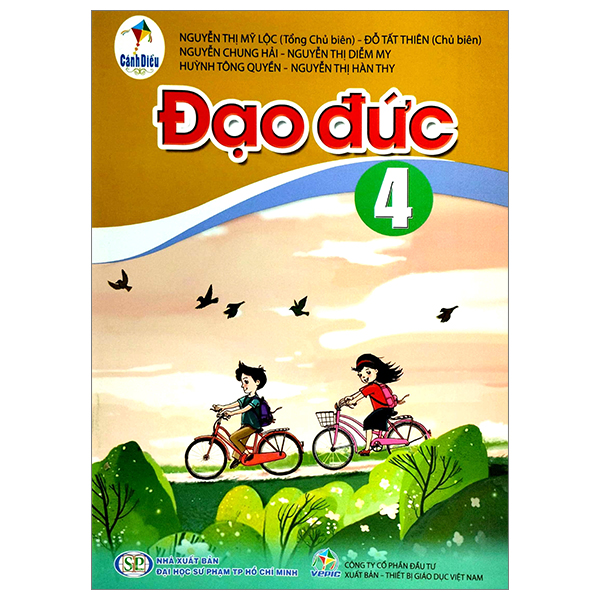 NGUYỄN THỊ MỸ LỘC (Tổng Chủ biên) - ĐỖ TẤT THIÊN (Chủ biên)
NGUYỄN CHUNG HẢI - NGUYỄN THỊ DIỄM MY
HUỲNH TÔNG QUYỀN - NGUYỄN THỊ HÀN THY
Cánh Diều
Đạo đức
4
SP
NHÀ XUẤT BẢN
ĐẠI HỌC SƯ PHẠM TP HỒ CHÍ MINH
VEPIC
CÔNG TY CỔ PHẦN ĐẦU TƯ
XUẤT BẢN - THIẾT BỊ GIÁO DỤC VIỆT NAM